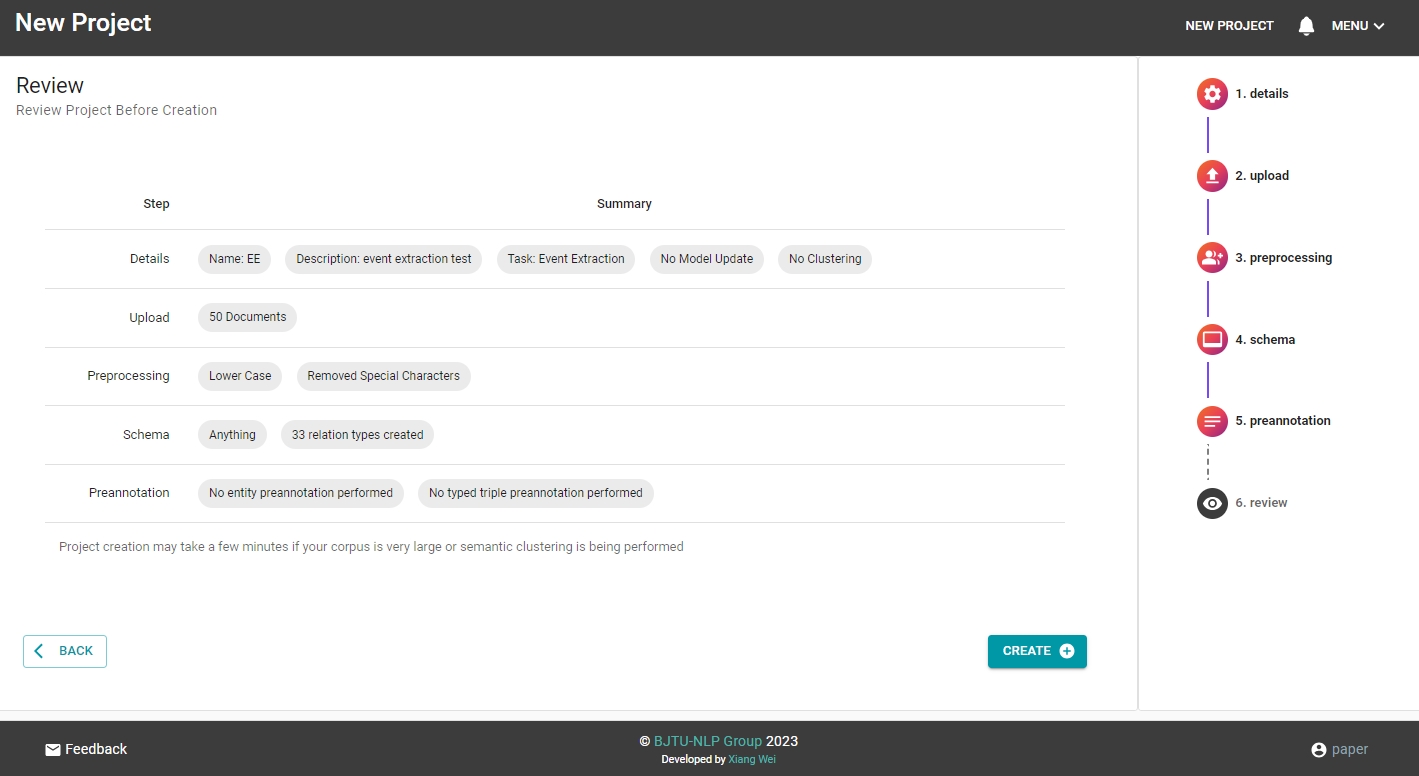 New Project
NEW PROJECT
MENU
Review
Review Project Before Creation
Step
Summary
Details
Name: EE
Description: event extraction test
Task: Event Extraction
No Model Update
No Clustering
Upload
50 Documents
Preprocessing
Lower Case
Removed Special Characters
Schema
Anything
33 relation types created
Preannotation
No entity preannotation performed
No typed triple preannotation performed
Project creation may take a few minutes if your corpus is very large or semantic clustering is being performed
BACK
CREATE
1. details
2. upload
3. preprocessing
4. schema
5. preannotation
6. review
Feedback
© BJTU-NLP Group 2023
Developed by Xiang Wei
paper